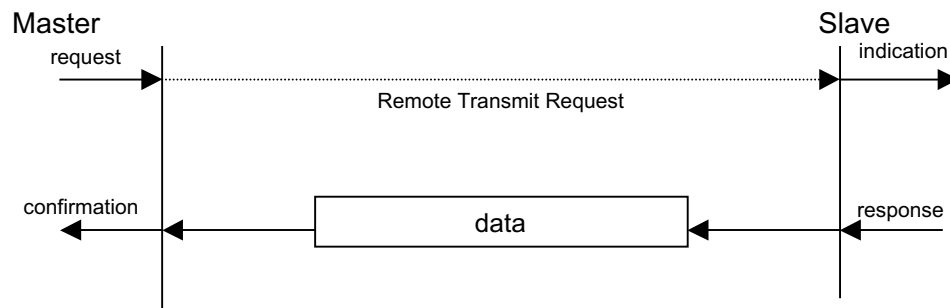 Master
Slave
request
indication
Remote Transmit Request
confirmation
data
response